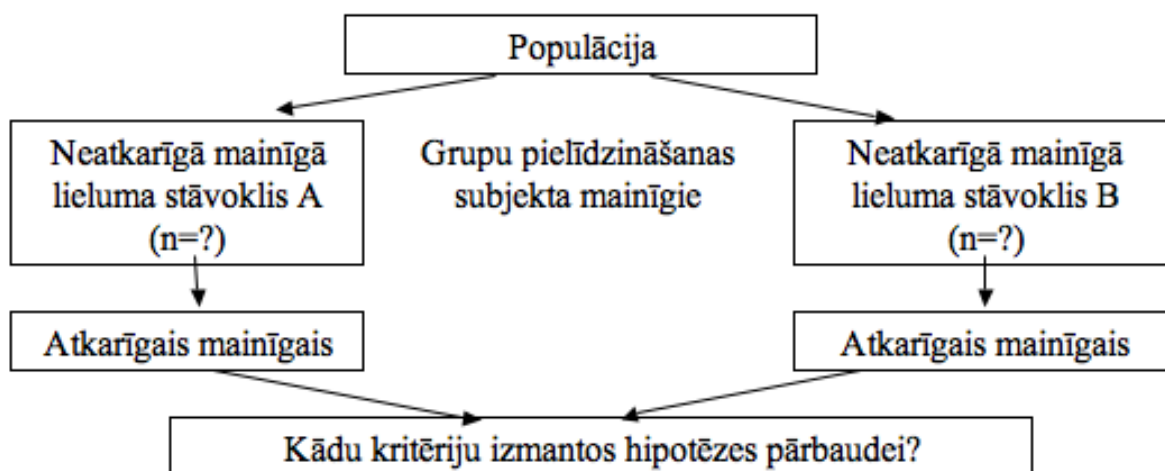 Populācija
Neatkarīgā mainīgā
lieluma stāvoklis A
(n=?)
Grupu pielīdzināšanas
subjekta mainīgie
Neatkarīgā mainīgā
lieluma stāvoklis B
(n=?)
Atkarīgais mainīgais
Atkarīgais mainīgais
Kādu kritēriju izmantos hipotēzes pārbaudei?